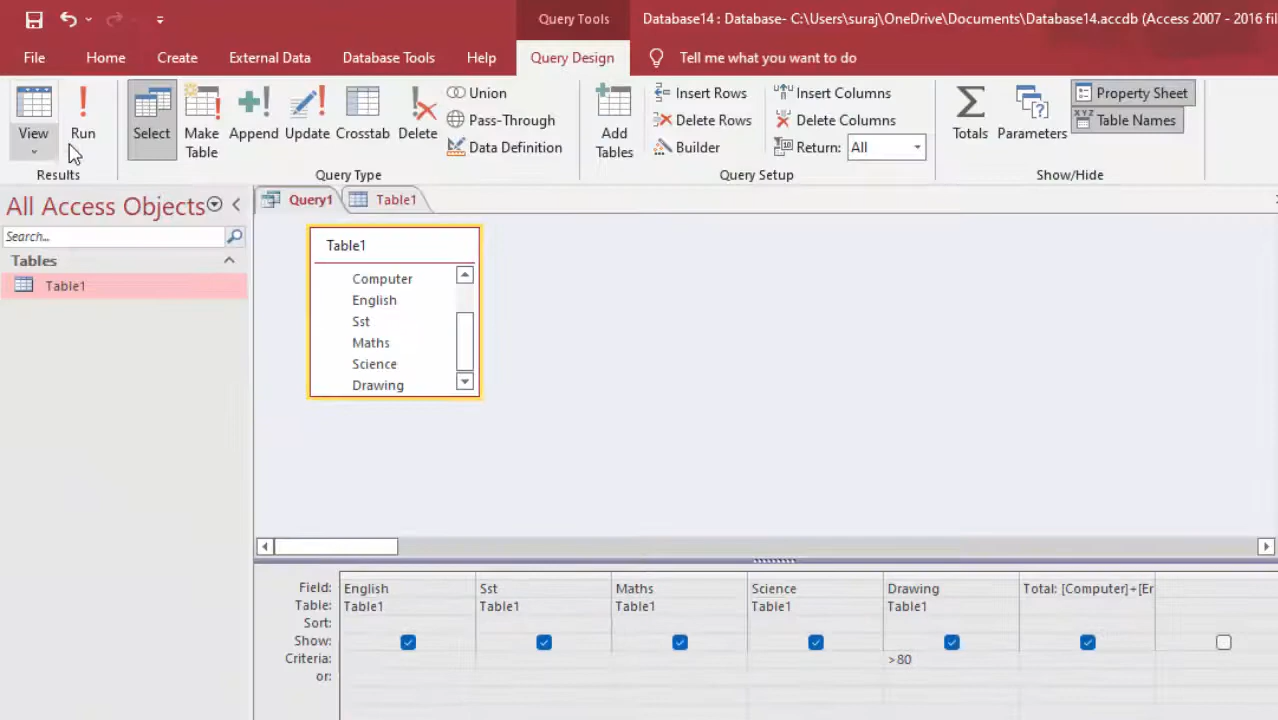 Query Tools
Database14 : Database- C:\Users\suraj\OneDrive\Documents\Database14.accdb (Access 2007 - 2016 fil
File Home Create External Data Database Tools Help Query Design Tell me what you want to do
View Run Select Make Table Append Update Crosstab Delete
Union
Pass-Through
Data Definition
Add Tables
Insert Rows
Delete Rows
Builder
Insert Columns
Delete Columns
Return: All
Totals Parameters
Property Sheet
XYZ Table Names
Results Query Type Query Setup Show/Hide
All Access Objects
Search...
Tables
Table1
Query1 Table1
Table1
Computer
English
Sst
Maths
Science
Drawing
Field: English Sst Maths Science Drawing Total: [Computer]+[Er
Table: Table1 Table1 Table1 Table1 Table1
Sort:
Show:
Criteria: >80
or: